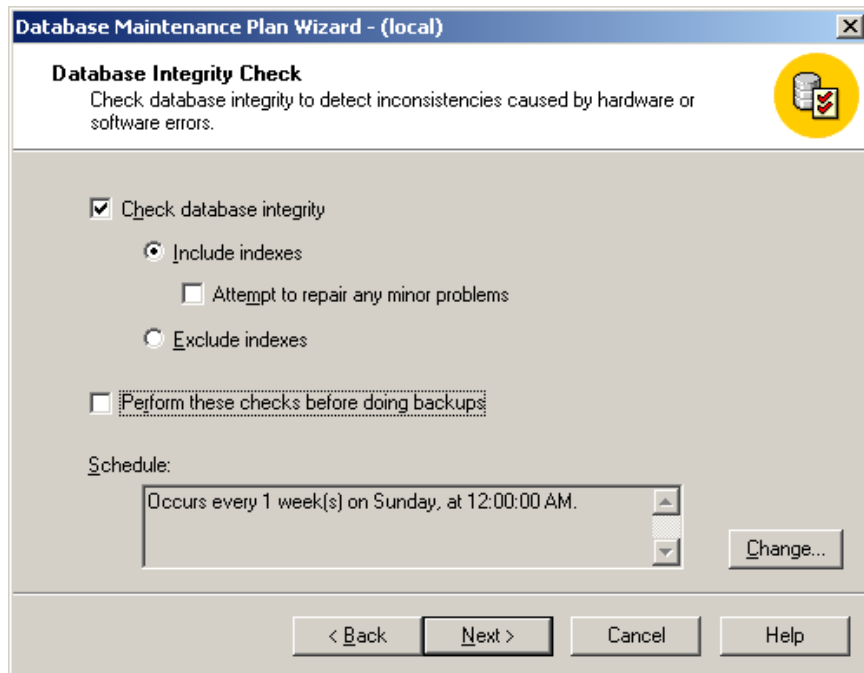 Database Maintenance Plan Wizard - (local)
Database Integrity Check
Check database integrity to detect inconsistencies caused by hardware or
software errors.
Check database integrity
Include indexes
Attempt to repair any minor problems
Exclude indexes
Perform these checks before doing backups
Schedule:
Occurs every 1 week(s) on Sunday, at 12:00:00 AM.
Change...
< Back
Next >
Cancel
Help